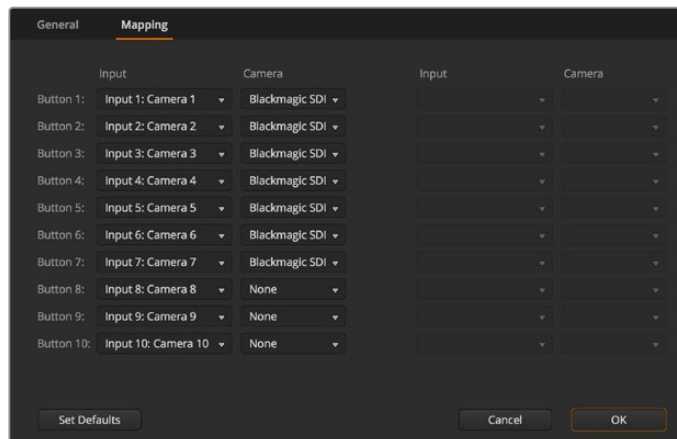 General Mapping
Input Camera Input Camera
Button 1: Input 1: Camera 1 Blackmagic SDI
Button 2: Input 2: Camera 2 Blackmagic SDI
Button 3: Input 3: Camera 3 Blackmagic SDI
Button 4: Input 4: Camera 4 Blackmagic SDI
Button 5: Input 5: Camera 5 Blackmagic SDI
Button 6: Input 6: Camera 6 Blackmagic SDI
Button 7: Input 7: Camera 7 Blackmagic SDI
Button 8: Input 8: Camera 8 None
Button 9: Input 9: Camera 9 None
Button 10: Input 10: Camera 10 None
Set Defaults Cancel OK